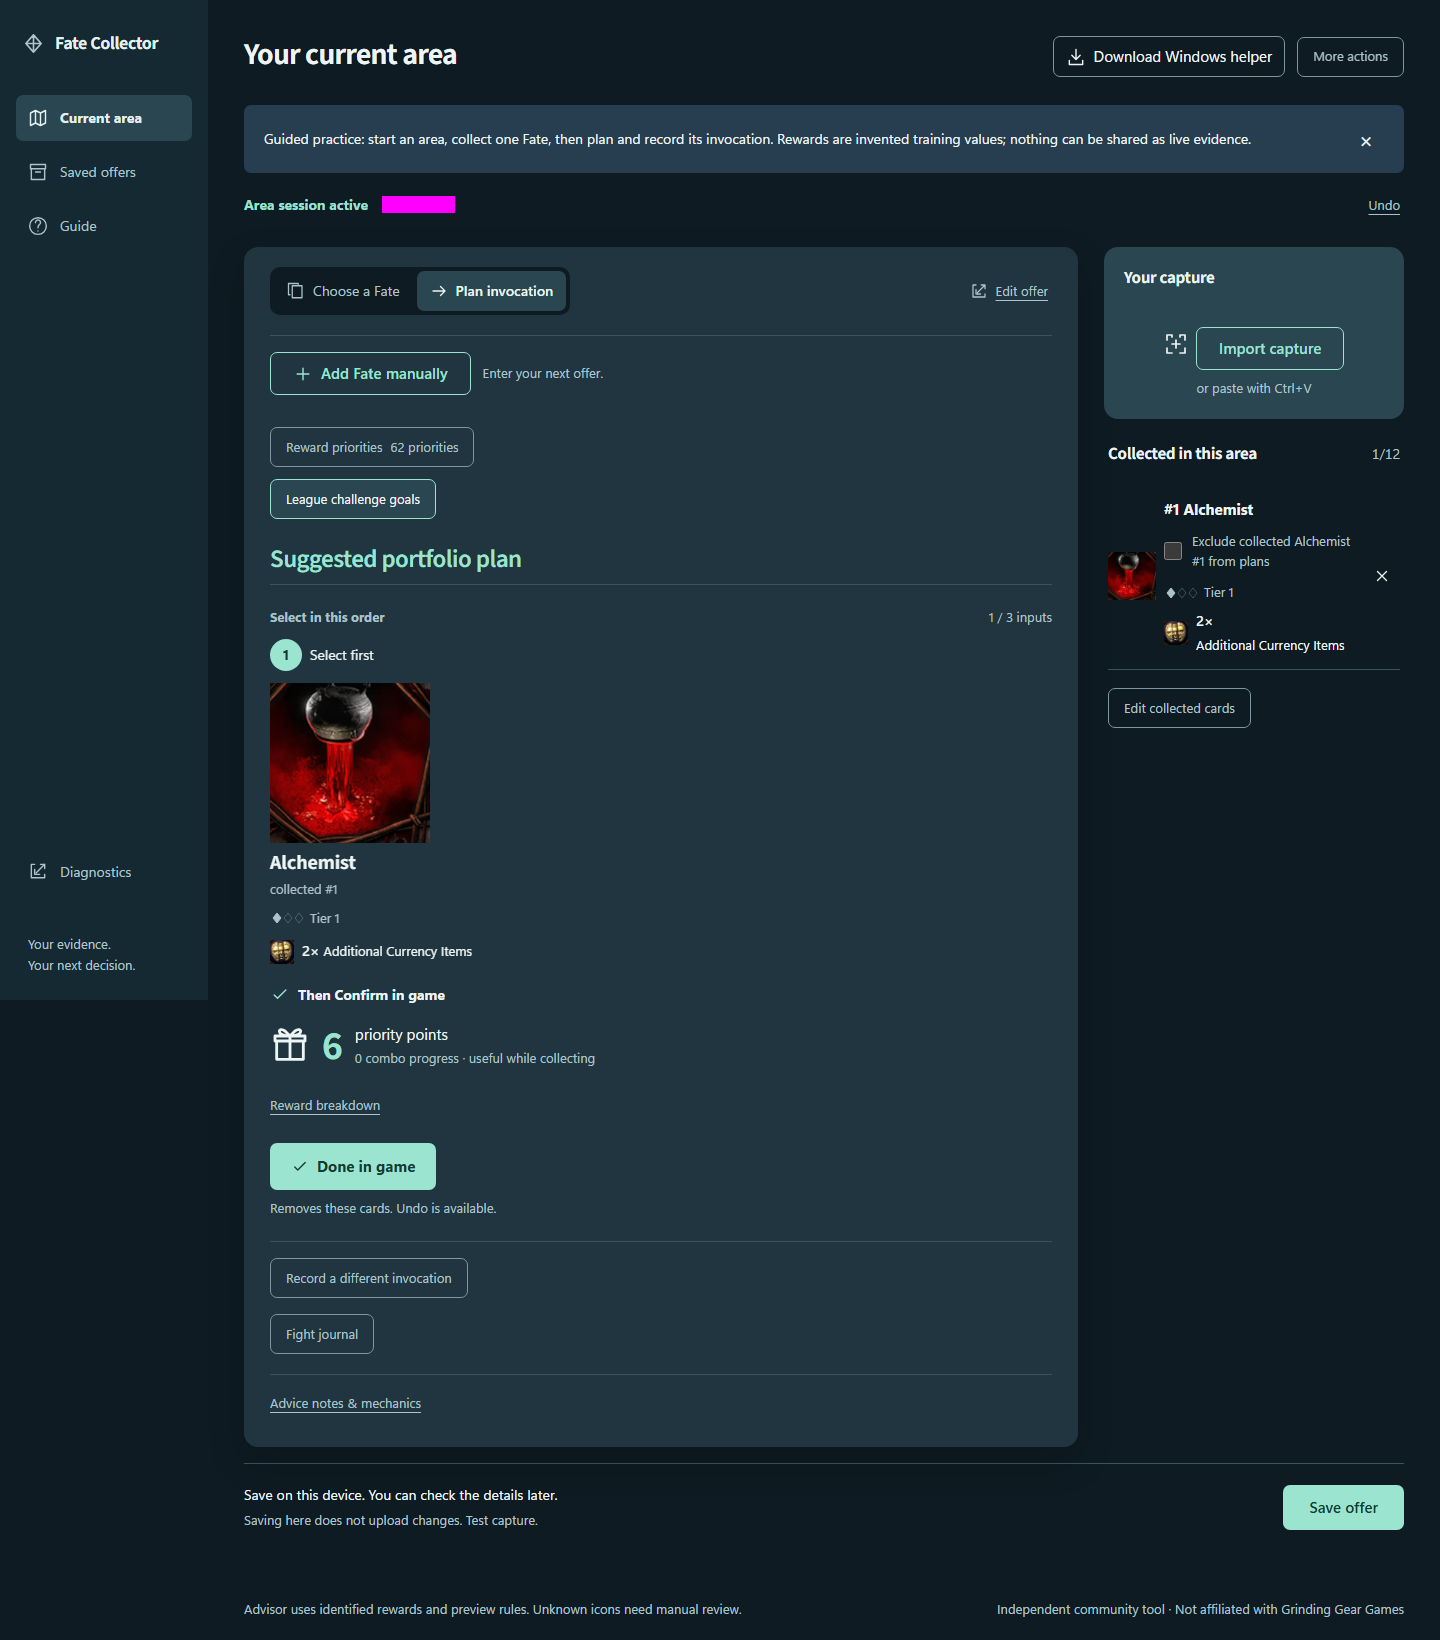 Fate Collector
Current area
Saved offers
Guide
Diagnostics
Your evidence.
Your next decision.
Your current area
Download Windows helper
More actions
Guided practice: start an area, collect one Fate, then plan and record its invocation. Rewards are invented training values; nothing can be shared as live evidence.
Area session active
Undo
Choose a Fate
Plan invocation
Edit offer
Add Fate manually
Enter your next offer.
Reward priorities 62 priorities
League challenge goals
Suggested portfolio plan
Select in this order
1 / 3 inputs
1 Select first
Alchemist
collected #1
Tier 1
2× Additional Currency Items
Then Confirm in game
6 priority points
0 combo progress · useful while collecting
Reward breakdown
Done in game
Removes these cards. Undo is available.
Record a different invocation
Fight journal
Advice notes & mechanics
Your capture
Import capture
or paste with Ctrl+V
Collected in this area
1/12
#1 Alchemist
Exclude collected Alchemist
#1 from plans
Tier 1
2×
Additional Currency Items
Edit collected cards
Save on this device. You can check the details later.
Saving here does not upload changes. Test capture.
Save offer
Advisor uses identified rewards and preview rules. Unknown icons need manual review.
Independent community tool · Not affiliated with Grinding Gear Games